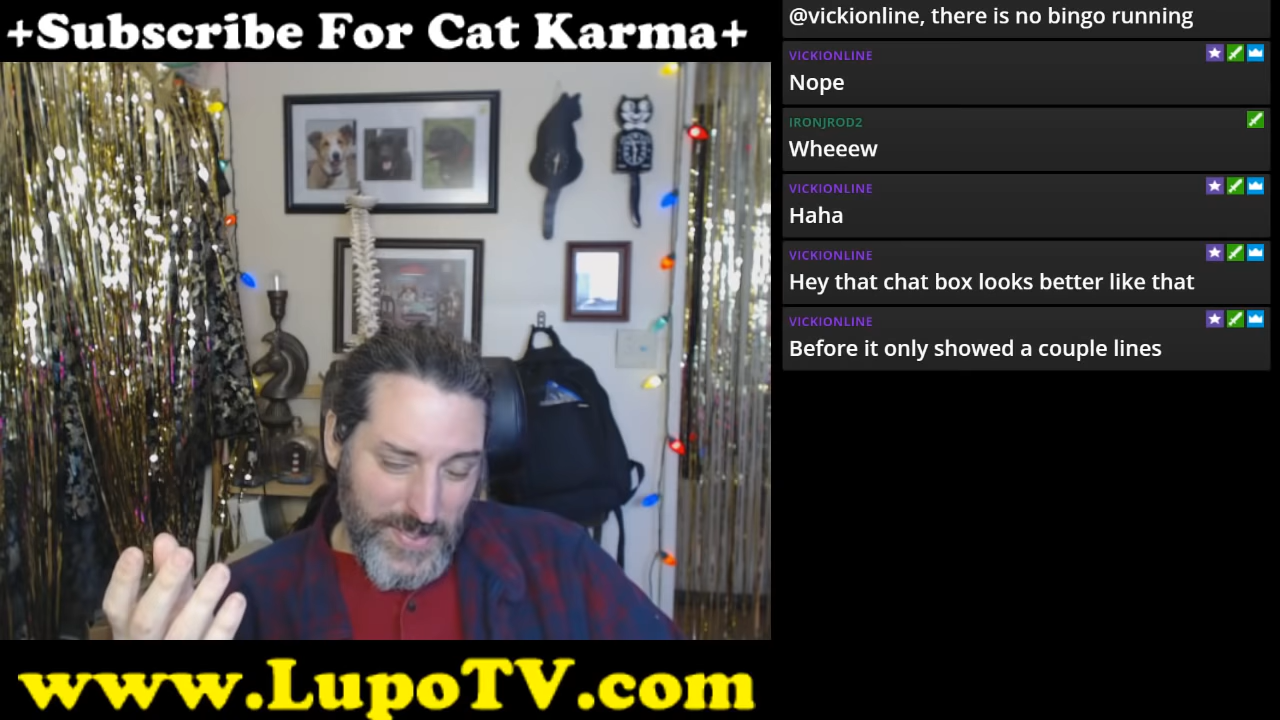 +Subscribe For Cat Karma+
@vickionline, there is no bingo running
VICKIONLINE
Nope
IRONJROD2
Wheeew
VICKIONLINE
Haha
VICKIONLINE
Hey that chat box looks better like that
VICKIONLINE
Before it only showed a couple lines
www.LupoTV.com